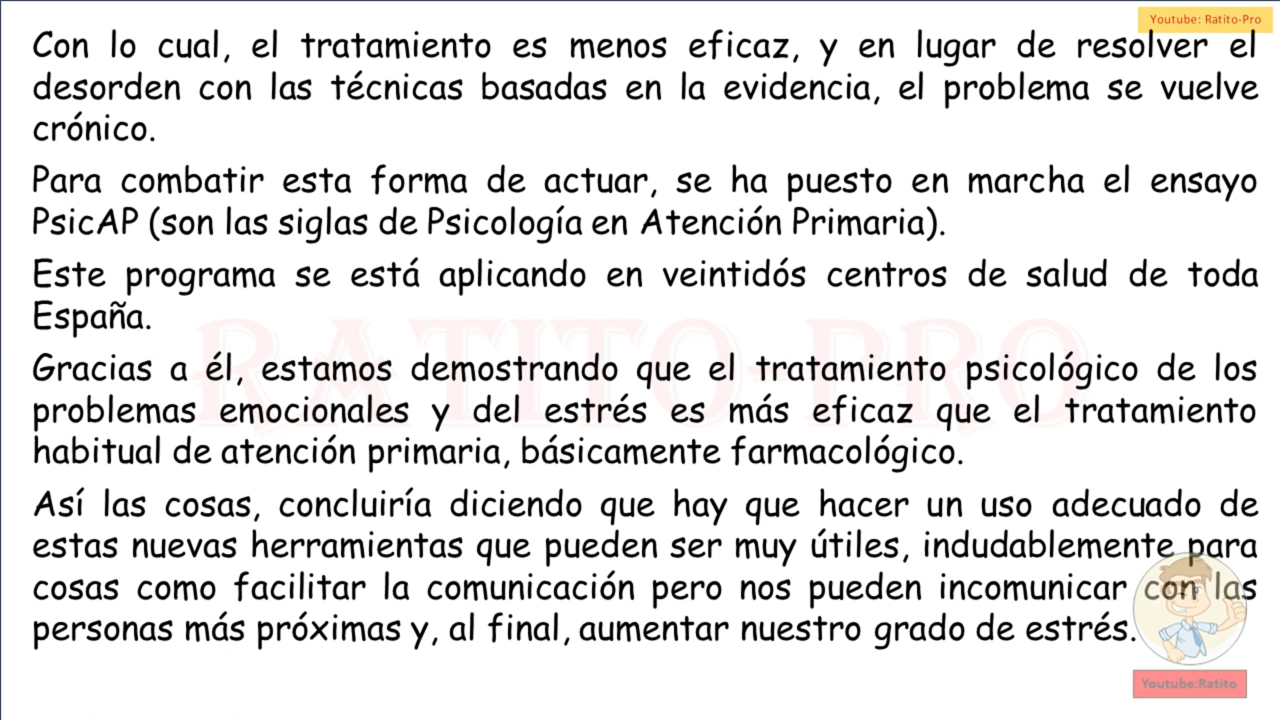 Youtube: Ratito-Pro
Con lo cual, el tratamiento es menos eficaz, y en lugar de resolver el
desorden con las técnicas basadas en la evidencia, el problema se vuelve
crónico.
Para combatir esta forma de actuar, se ha puesto en marcha el ensayo
PsicAP (son las siglas de Psicología en Atención Primaria).
Este programa se está aplicando en veintidós centros de salud de toda
España.
RATITO-PRO
Gracias a él, estamos demostrando que el tratamiento psicológico de los
problemas emocionales y del estrés es más eficaz que el tratamiento
habitual de atención primaria, básicamente farmacológico.
Así las cosas, concluiría diciendo que hay que hacer un uso adecuado de
estas nuevas herramientas que pueden ser muy útiles, indudablemente para
cosas como facilitar la comunicación pero nos pueden incomunicar con las
personas más próximas y, al final, aumentar nuestro grado de estrés.
Youtube:Ratito